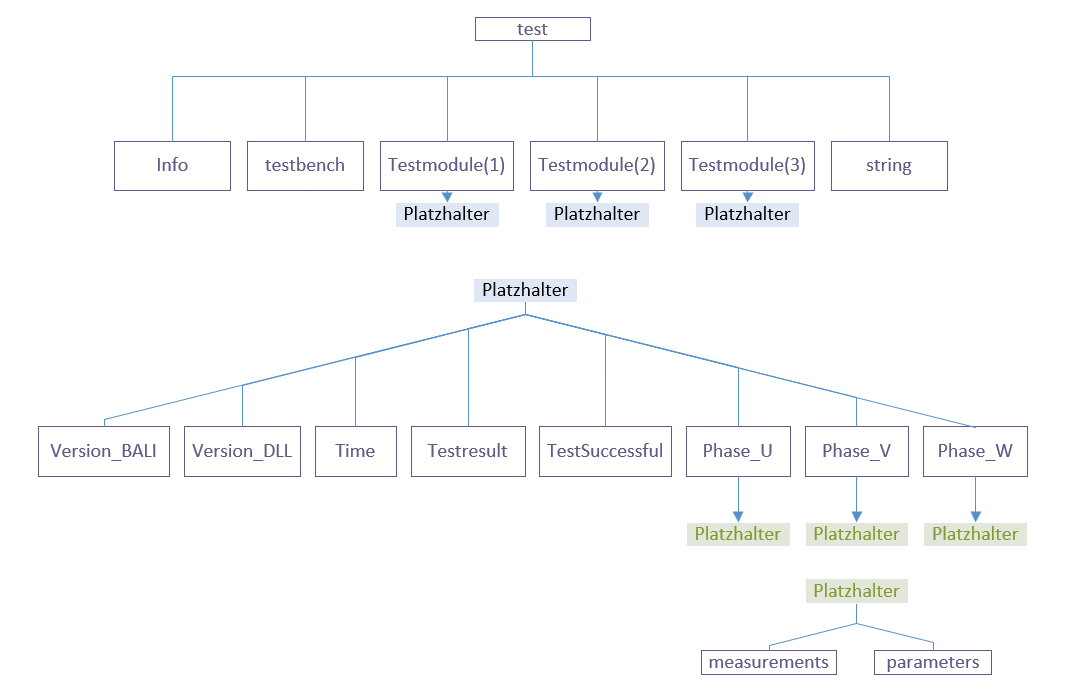 test
Info
testbench
Testmodule(1)
Testmodule(2)
Testmodule(3)
string
Platzhalter
Platzhalter
Platzhalter
Platzhalter
Version_BALI
Version_DLL
Time
Testresult
TestSuccessful
Phase_U
Phase_V
Phase_W
Platzhalter
Platzhalter
Platzhalter
Platzhalter
measurements
parameters